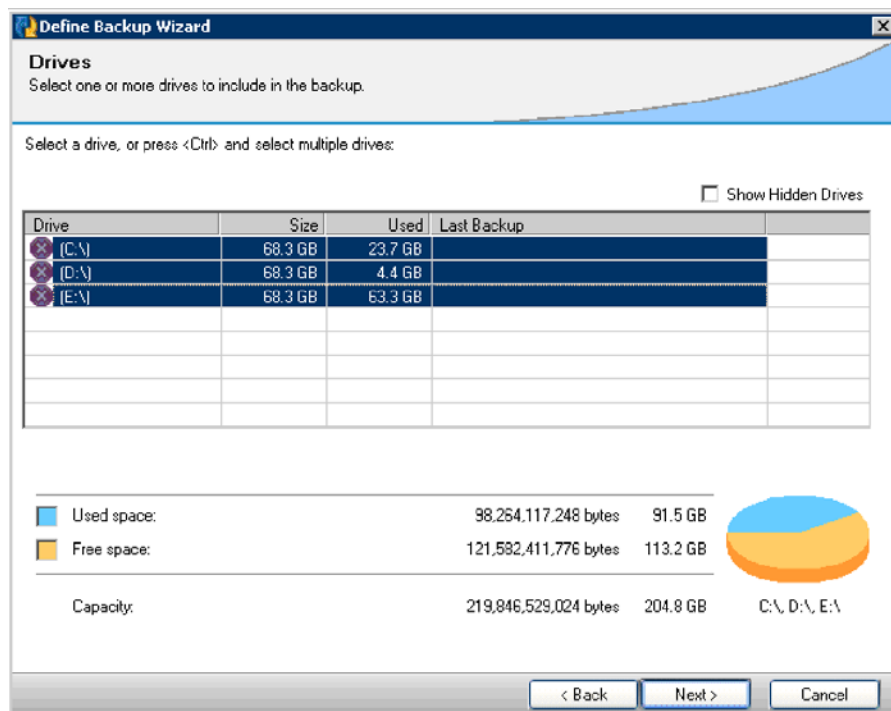 Define Backup Wizard
Drives
Select one or more drives to include in the backup.
Select a drive, or press <Ctrl> and select multiple drives:
Show Hidden Drives
Drive Size Used Last Backup
(C:\) 68.3 GB 23.7 GB
(D:\) 68.3 GB 4.4 GB
(E:\) 68.3 GB 63.3 GB
Used space: 98,264,117,248 bytes 91.5 GB
Free space: 121,582,411,776 bytes 113.2 GB
Capacity: 219,846,529,024 bytes 204.8 GB C:\, D:\, E:\
< Back Next > Cancel